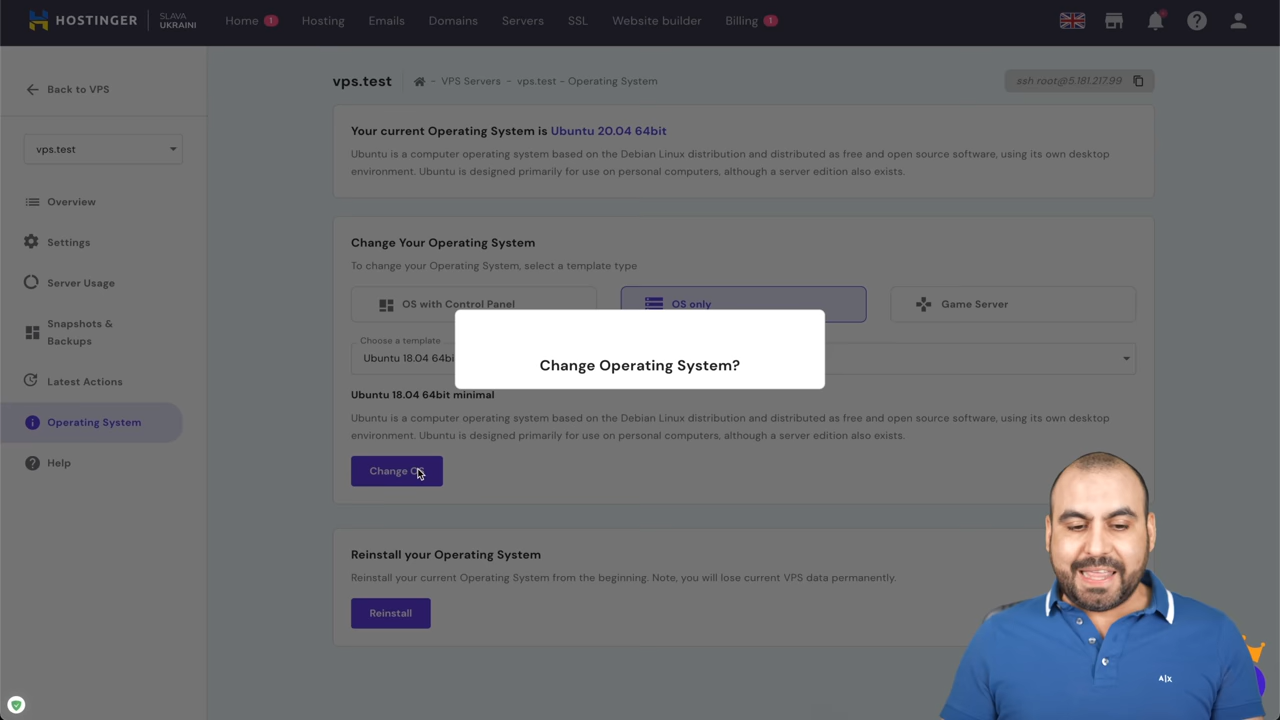 HOSTINGER
SLAVA
UKRAINI
Home 1
Hosting
Emails
Domains
Servers
SSL
Website builder
Billing 1
Back to VPS
vps.test
Overview
Settings
Server Usage
Snapshots &
Backups
Latest Actions
Operating System
Help
vps.test
- VPS Servers - vps.test - Operating System
ssh root@5.181.217.99
Your current Operating System is Ubuntu 20.04 64bit
Ubuntu is a computer operating system based on the Debian Linux distribution and distributed as free and open source software, using its own desktop
environment. Ubuntu is designed primarily for use on personal computers, although a server edition also exists.
Change Your Operating System
To change your Operating System, select a template type
OS with Control Panel
OS only
Game Server
Choose a template
Ubuntu 18.04 64bi
Change Operating System?
Ubuntu 18.04 64bit minimal
Ubuntu is a computer operating system based on the Debian Linux distribution and distributed as free and open source software, using its own desktop
environment. Ubuntu is designed primarily for use on personal computers, although a server edition also exists.
Change OS
Reinstall your Operating System
Reinstall your current Operating System from the beginning. Note, you will lose current VPS data permanently.
Reinstall
A|X